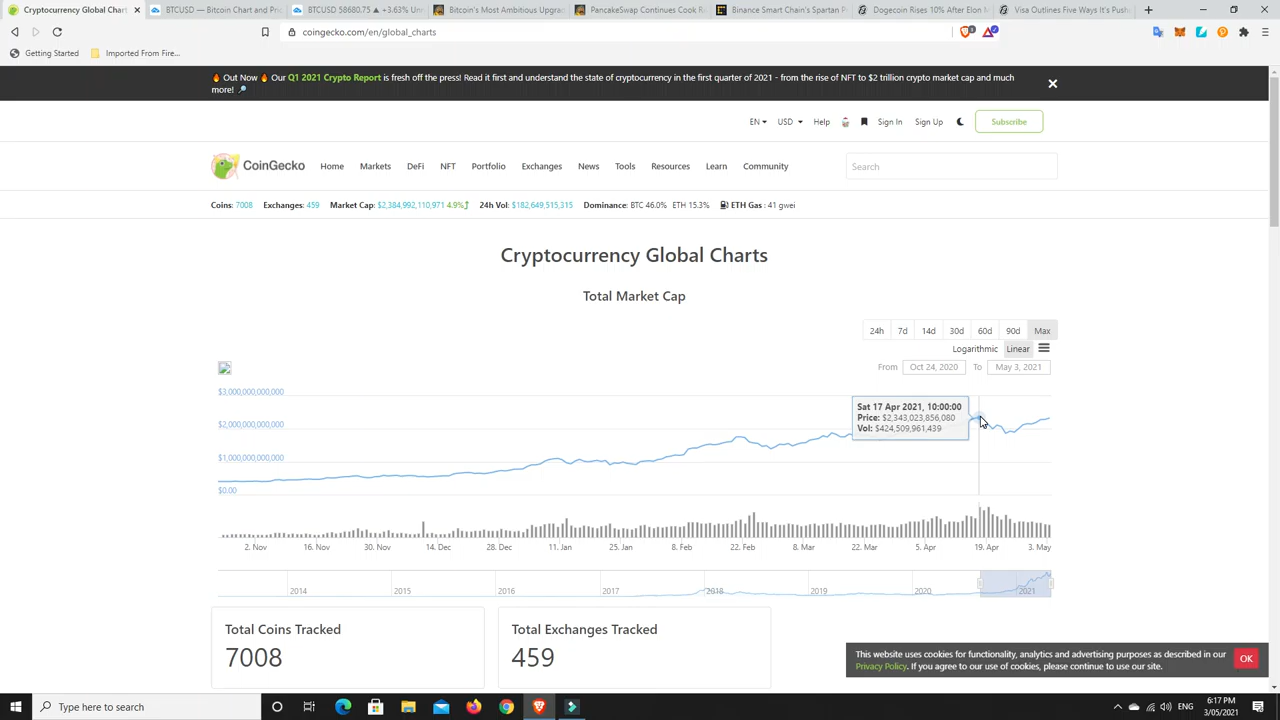 Cryptocurrency Global Charts
BTCUSD — Bitcoin Chart and Pri
BTCUSD 58680.75 ▲ +3.63% Un
Bitcoin's Most Ambitious Upgra
PancakeSwap Continues Cook R
Binance Smart Chain's Spartan P
Dogecoin Rises 10% After Elon M
Visa Outlines Five Ways It's Push
coingecko.com/en/global_charts
Getting Started
Imported From Fire...
🔥 Out Now 🔥 Our Q1 2021 Crypto Report is fresh off the press! Read it first and understand the state of cryptocurrency in the first quarter of 2021 - from the rise of NFT to $2 trillion crypto market cap and much
more! 🔎
EN USD Help Sign In Sign Up Subscribe
CoinGecko Home Markets DeFi NFT Portfolio Exchanges News Tools Resources Learn Community Search
Coins: 7008 Exchanges: 459 Market Cap: $2,384,992,110,971 4.9% 24h Vol: $182,649,515,315 Dominance: BTC 46.0% ETH 15.3% ETH Gas : 41 gwei
Cryptocurrency Global Charts
Total Market Cap
24h 7d 14d 30d 60d 90d Max
Logarithmic Linear
From Oct 24, 2020 To May 3, 2021
$3,000,000,000,000
Sat 17 Apr 2021, 10:00:00
Price: $2,343,023,856,080
Vol: $424,509,961,439
$2,000,000,000,000
$1,000,000,000,000
$0.00
2. Nov 16. Nov 30. Nov 14. Dec 28. Dec 11. Jan 25. Jan 8. Feb 22. Feb 8. Mar 22. Mar 5. Apr 19. Apr 3. May
2014 2015 2016 2017 2018 2019 2020 2021
Total Coins Tracked
7008
Total Exchanges Tracked
459
This website uses cookies for functionality, analytics and advertising purposes as described in our
Privacy Policy. If you agree to our use of cookies, please continue to use our site.
OK
Type here to search
ENG
6:17 PM
3/05/2021